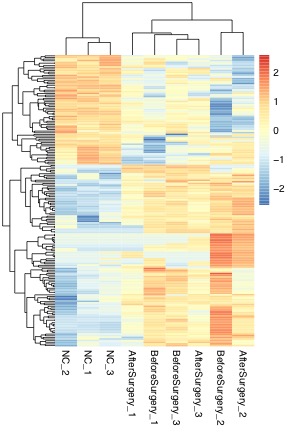 2
1
0
−1
−2
NC_2
NC_1
NC_3
AfterSurgery_1
BeforeSurgery_1
BeforeSurgery_3
AfterSurgery_3
BeforeSurgery_2
AfterSurgery_2